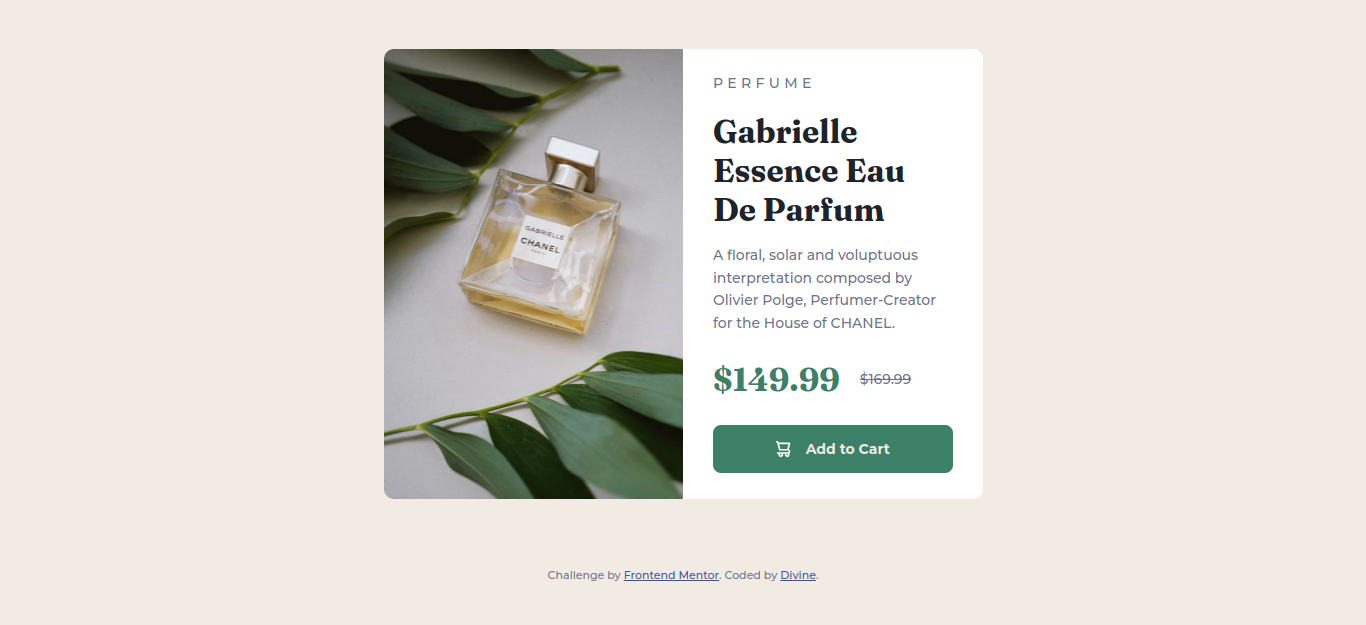 GABRIELLE
CHANEL
PARIS
PERFUME
Gabrielle
Essence Eau
De Parfum
A floral, solar and voluptuous
interpretation composed by
Olivier Polge, Perfumer-Creator
for the House of CHANEL.
$149.99 $169.99
Add to Cart
Challenge by Frontend Mentor. Coded by Divine.